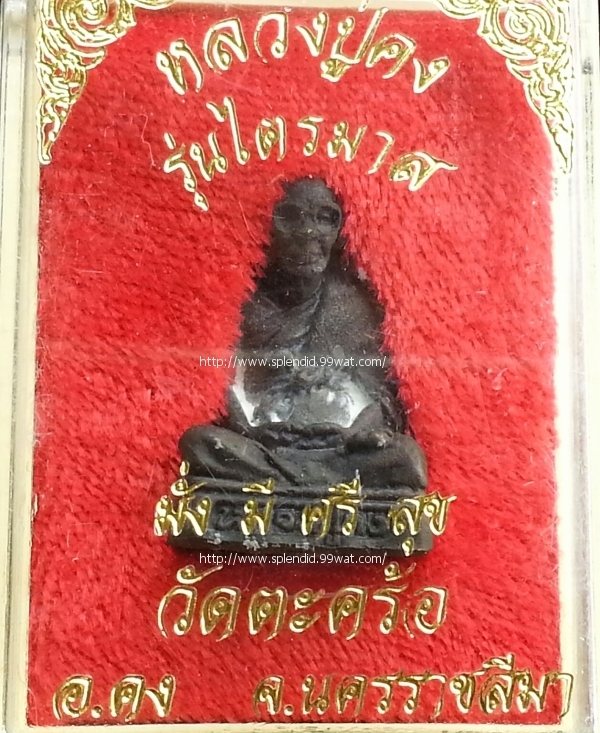 หลวงปู่คง
รุ่นไตรมาส
http://www.splendid.99wat.com/
มั่ง มี ศรี สุข
http://www.splendid.99wat.com/
วัดตะคร้อ
อ.คง จ.นครราชสีมา